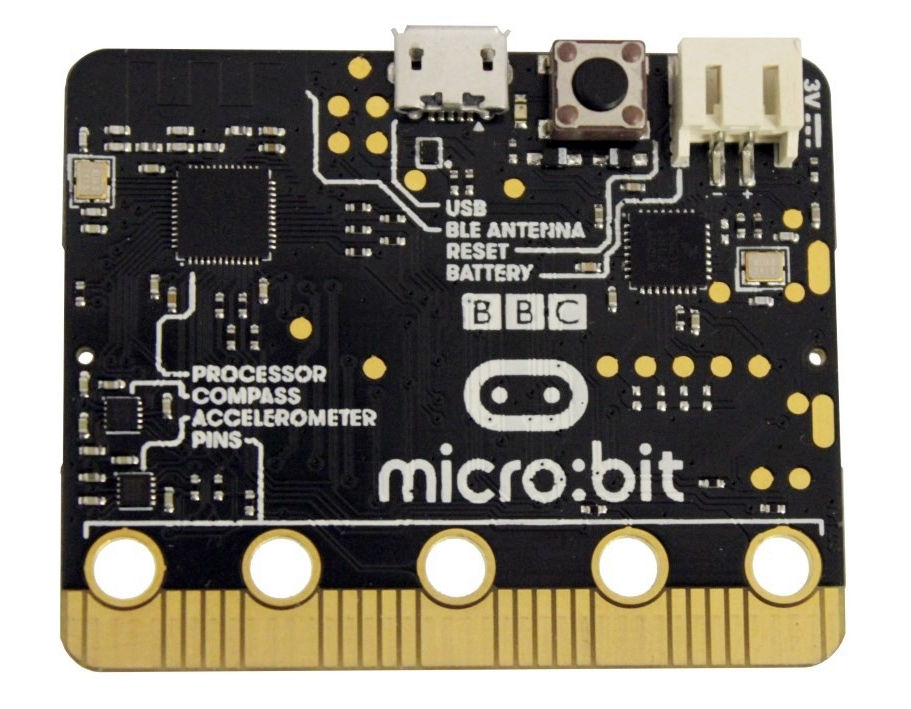 3V
- +
USB
BLE ANTENNA
RESET
BATTERY
BBC
PROCESSOR
COMPASS
ACCELEROMETER
PINS
micro:bit